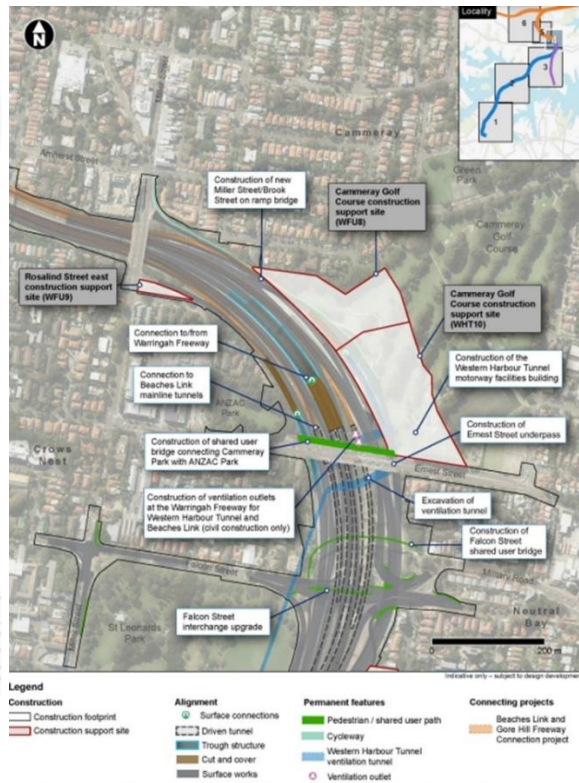 Locality
6
5
3
1
N
Amherst Street
Miller Street
Cammeray
Green
Park
Cammeray
Golf
Course
Construction of new
Miller Street/Brook
Street on ramp bridge
Cammeray Golf
Course construction
support site
(WFU8)
Rosalind Street east
construction support
site (WFU9)
Cammeray Golf
Course construction
support site
(WHT10)
Connection to/from
Warringah Freeway
Construction of the
Western Harbour Tunnel
motorway facilities building
Connection to
Beaches Link
mainline tunnels
ANZAC
Park
Construction of
Ernest Street underpass
Crows
Nest
Construction of shared user
bridge connecting Cammeray
Park with ANZAC Park
Ernest Street
Construction of ventilation outlets
at the Warringah Freeway for
Western Harbour Tunnel and
Beaches Link (civil construction only)
Excavation of
ventilation tunnel
Construction of
Falcon Street
shared user bridge
Falcon Street
Military Road
Miller Street
St Leonards
Park
Falcon Street
interchange upgrade
Neutral
Bay
0
200 m
Indicative only – subject to design development
Legend
Construction
Construction footprint
Construction support site
Alignment
Surface connections
Driven tunnel
Trough structure
Cut and cover
Surface works
Permanent features
Pedestrian / shared user path
Cycleway
Western Harbour Tunnel
ventilation tunnel
Ventilation outlet
Connecting projects
Beaches Link and
Gore Hill Freeway
Connection project